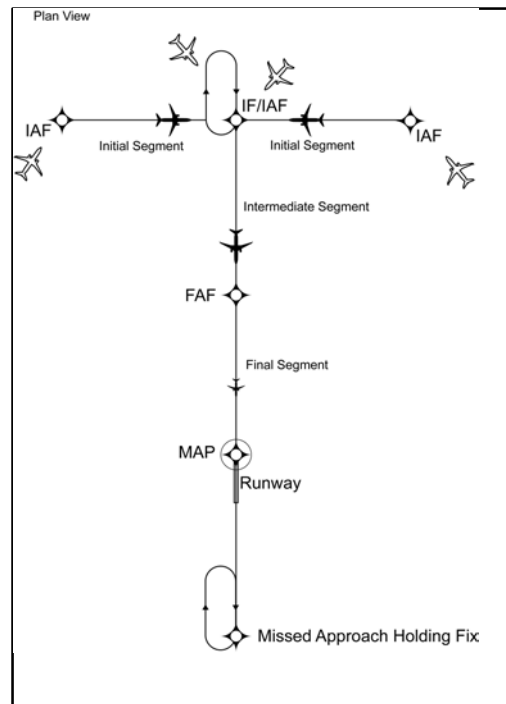 Plan View
IF/IAF
IAF
IAF
Initial Segment
Initial Segment
Intermediate Segment
FAF
Final Segment
MAP
Runway
Missed Approach Holding Fix